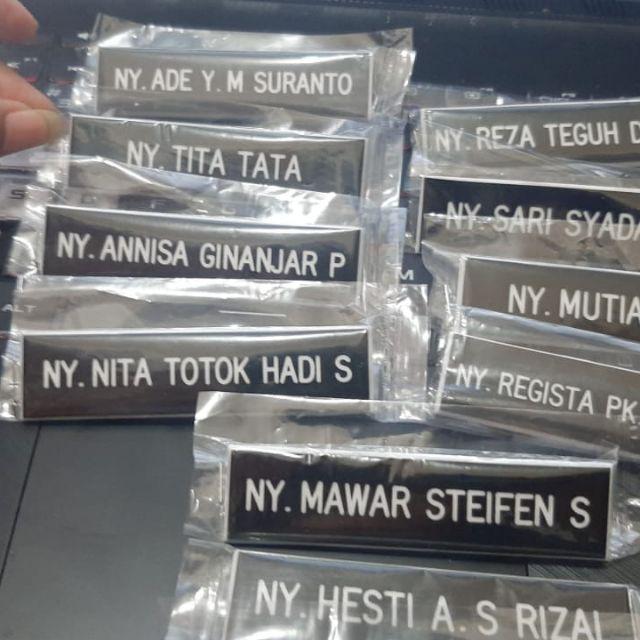 NY. ADE Y. M SURANTO
NY. TITA TATA
NY. ANNISA GINANJAR P
NY. NITA TOTOK HADI S
NY. REZA TEGUH D
NY. SARI SYADA
NY. MUTIA
NY. REGISTA PK
NY. MAWAR STEIFEN S
NY. HESTI A. S RIZAL